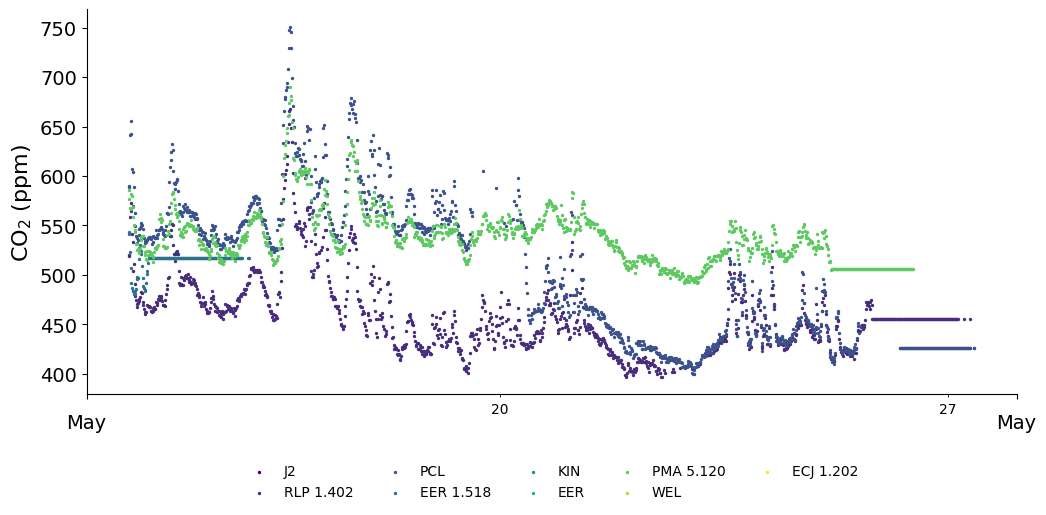 750
700
650
600
550
500
450
400
CO₂ (ppm)
20
27
May
May
J2
PCL
KIN
PMA 5.120
ECJ 1.202
RLP 1.402
EER 1.518
EER
WEL